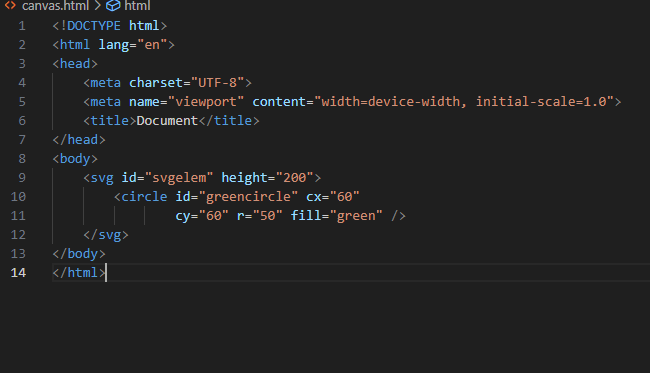 canvas.html > html
1 <!DOCTYPE html>
2 <html lang="en">
3 <head>
4     <meta charset="UTF-8">
5     <meta name="viewport" content="width=device-width, initial-scale=1.0">
6     <title>Document</title>
7 </head>
8 <body>
9     <svg id="svgelem" height="200">
10         <circle id="greencircle" cx="60"
11                 cy="60" r="50" fill="green" />
12     </svg>
13 </body>
14 </html>